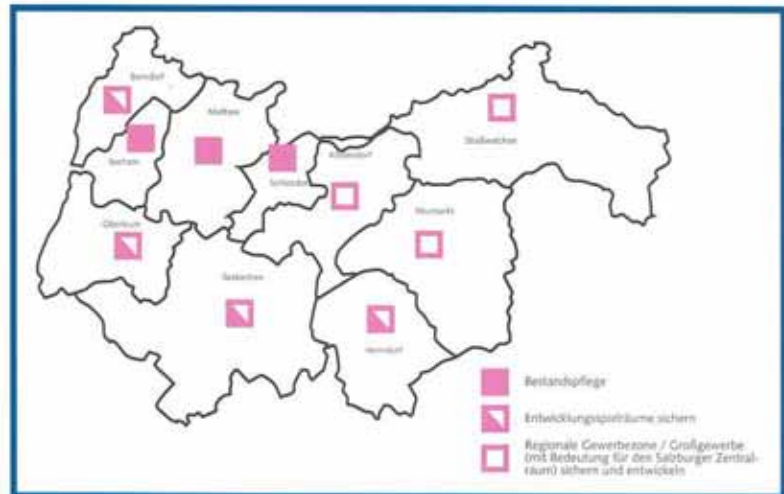 Berndorf
Mattsee
Seeham
Schleedorf
Köstendorf
Straßwalchen
Obertrum
Neumarkt
Seekirchen
Henndorf
Bestandspflege
Entwicklungsspielräume sichern
Regionale Gewerbezone / Großgewerbe
(mit Bedeutung für den Salzburger Zentral-
raum) sichern und entwickeln